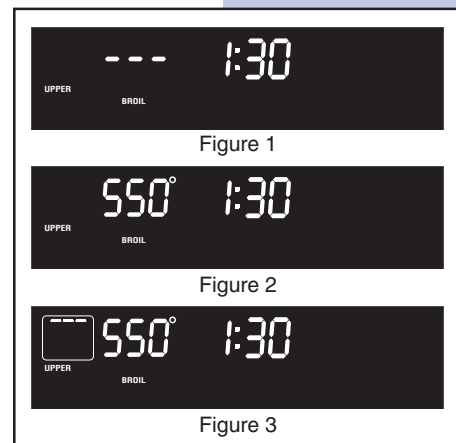 --- 1:30
UPPER
BROIL
Figure 1
550° 1:30
UPPER
BROIL
Figure 2
--- 550° 1:30
UPPER
BROIL
Figure 3